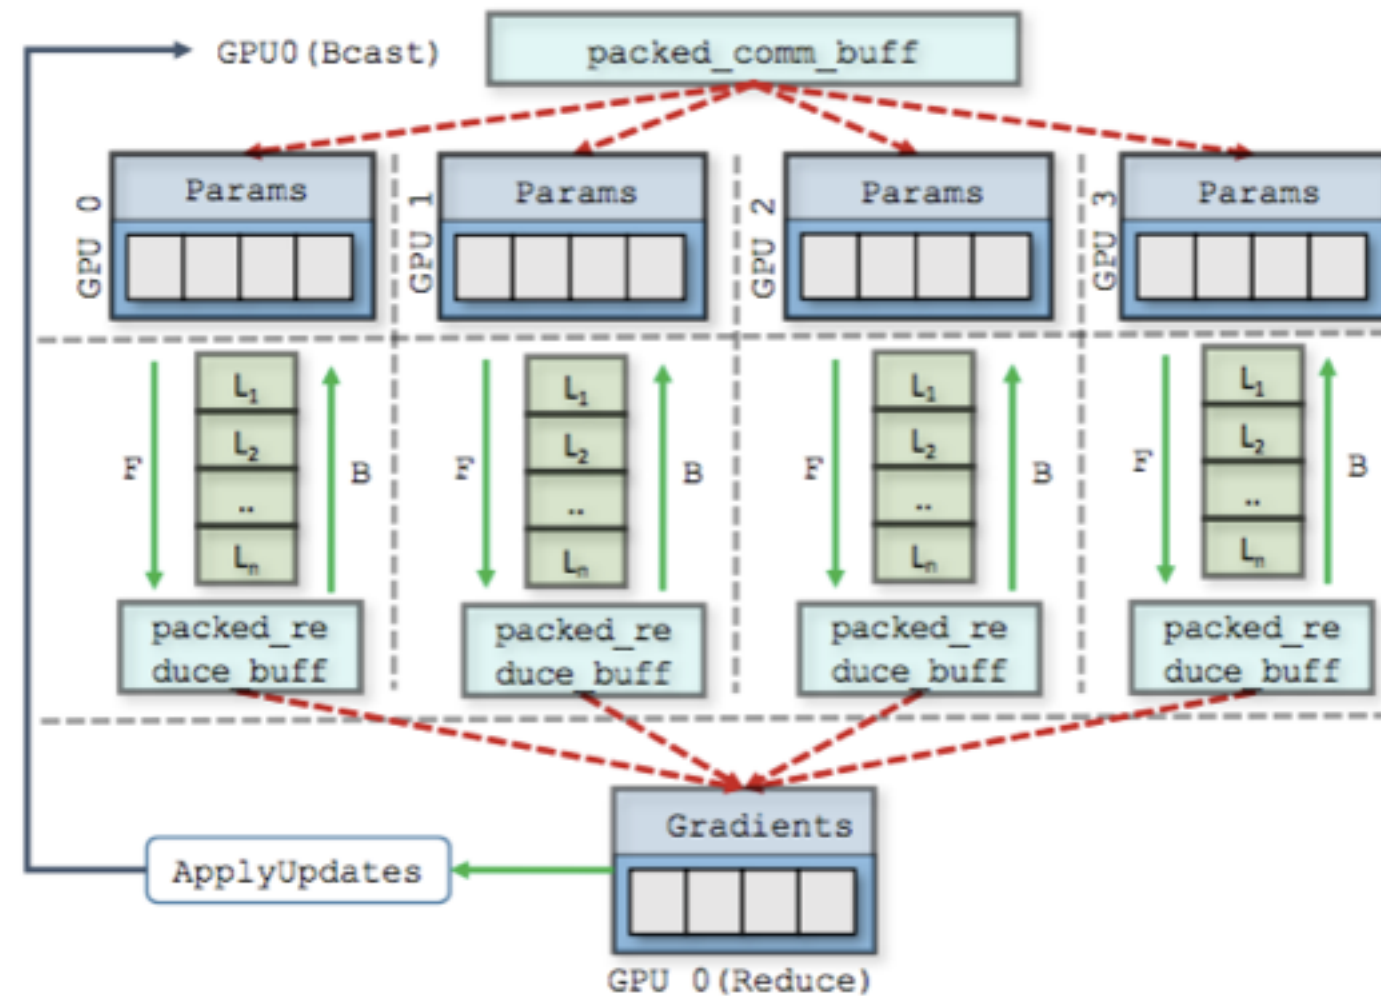 GPU0(Bcast)
packed_comm_buff
GPU 0
Params
GPU 1
Params
GPU 2
Params
GPU 3
Params
F
L1
L2
..
Ln
B
F
L1
L2
..
Ln
B
F
L1
L2
..
Ln
B
F
L1
L2
..
Ln
B
packed_re
duce_buff
packed_re
duce_buff
packed_re
duce_buff
packed_re
duce_buff
Gradients
ApplyUpdates
GPU 0(Reduce)